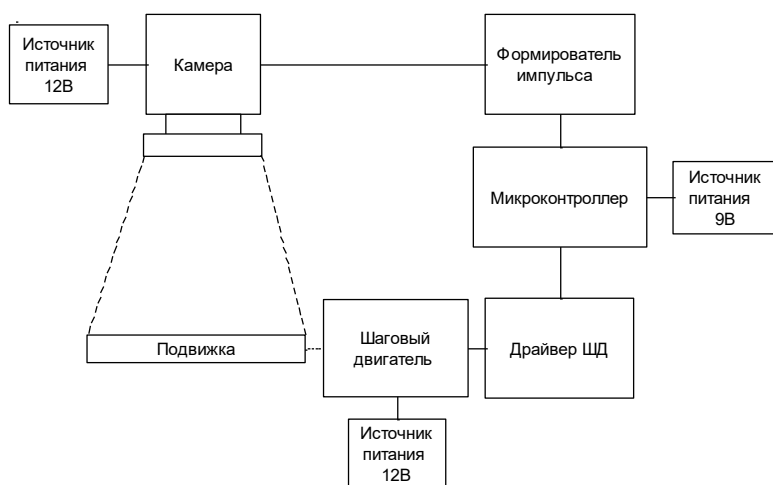 Источник
питания
12В
Камера
Формирователь
импульса
Микроконтроллер
Источник
питания
9В
Подвижка
Шаговый
двигатель
Драйвер ШД
Источник
питания
12В